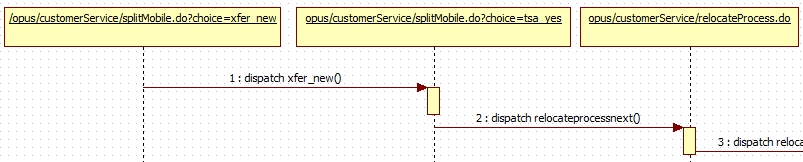 /opus/customerService/splitMobile.do?choice=xfer_new
opus/customerService/splitMobile.do?choice=tsa_yes
opus/customerService/relocateProcess.do
1 : dispatch xfer_new()
2 : dispatch relocateprocessnext()
3 : dispatch reloca